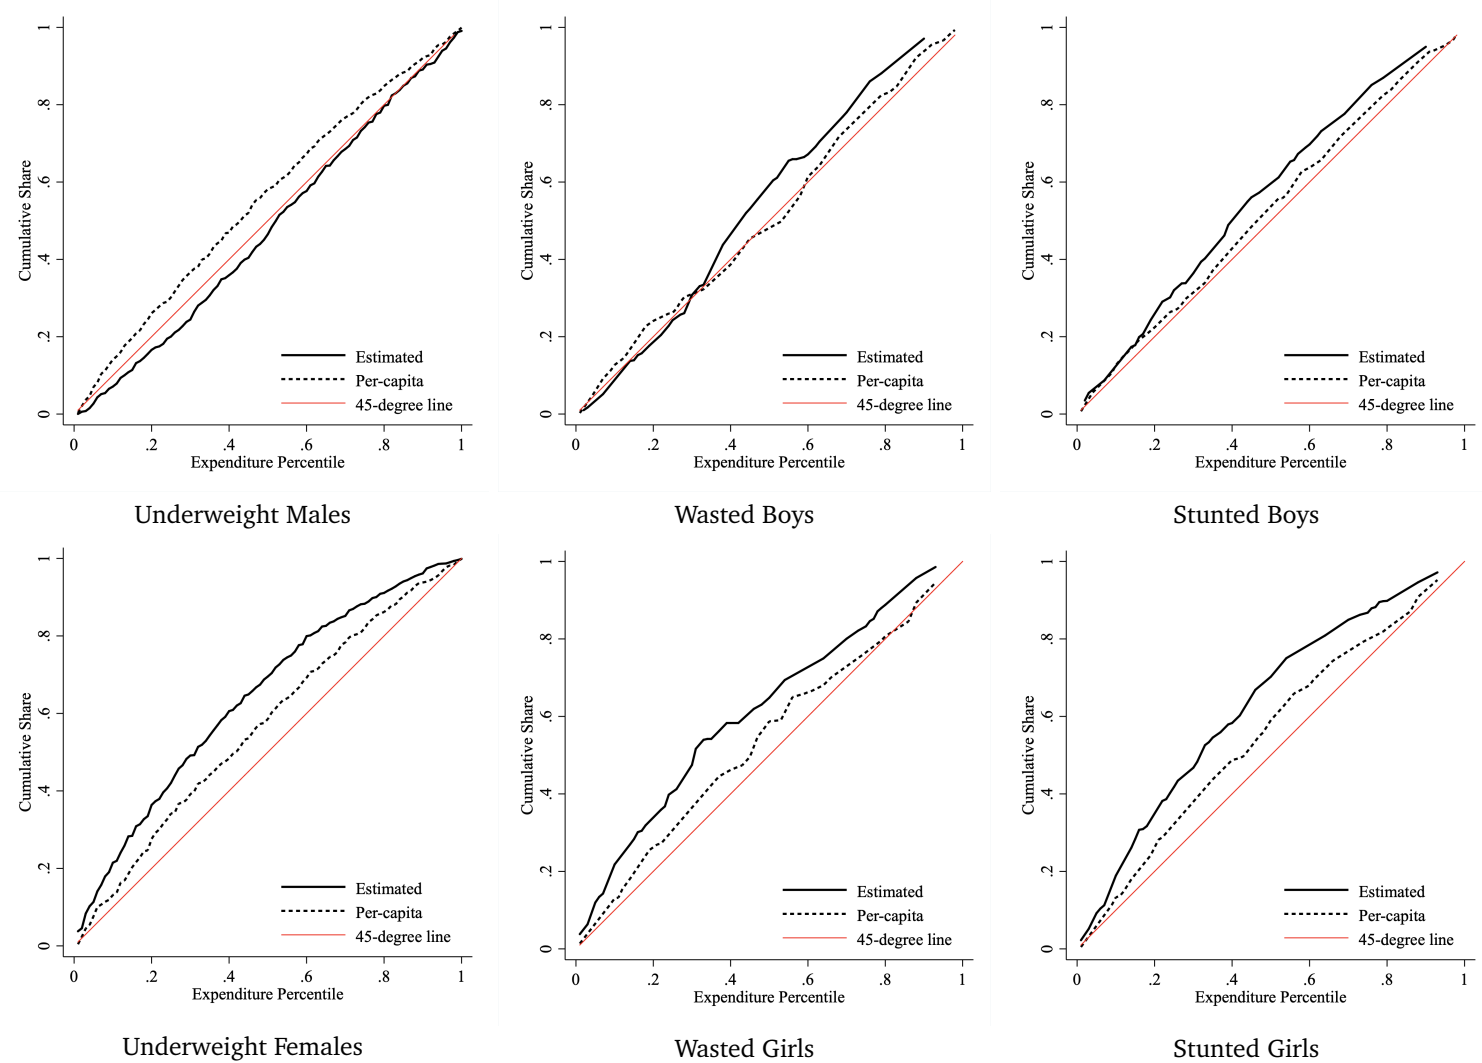 Cumulative Share
0 .2 .4 .6 .8 1
Estimated
Per-capita
45-degree line
0 .2 .4 .6 .8 1
Expenditure Percentile
Underweight Males
Cumulative Share
0 .2 .4 .6 .8 1
Estimated
Per-capita
45-degree line
0 .2 .4 .6 .8 1
Expenditure Percentile
Wasted Boys
Cumulative Share
0 .2 .4 .6 .8 1
Estimated
Per-capita
45-degree line
0 .2 .4 .6 .8 1
Expenditure Percentile
Stunted Boys
Cumulative Share
0 .2 .4 .6 .8 1
Estimated
Per-capita
45-degree line
0 .2 .4 .6 .8 1
Expenditure Percentile
Underweight Females
Cumulative Share
0 .2 .4 .6 .8 1
Estimated
Per-capita
45-degree line
0 .2 .4 .6 .8 1
Expenditure Percentile
Wasted Girls
Cumulative Share
0 .2 .4 .6 .8 1
Estimated
Per-capita
45-degree line
0 .2 .4 .6 .8 1
Expenditure Percentile
Stunted Girls